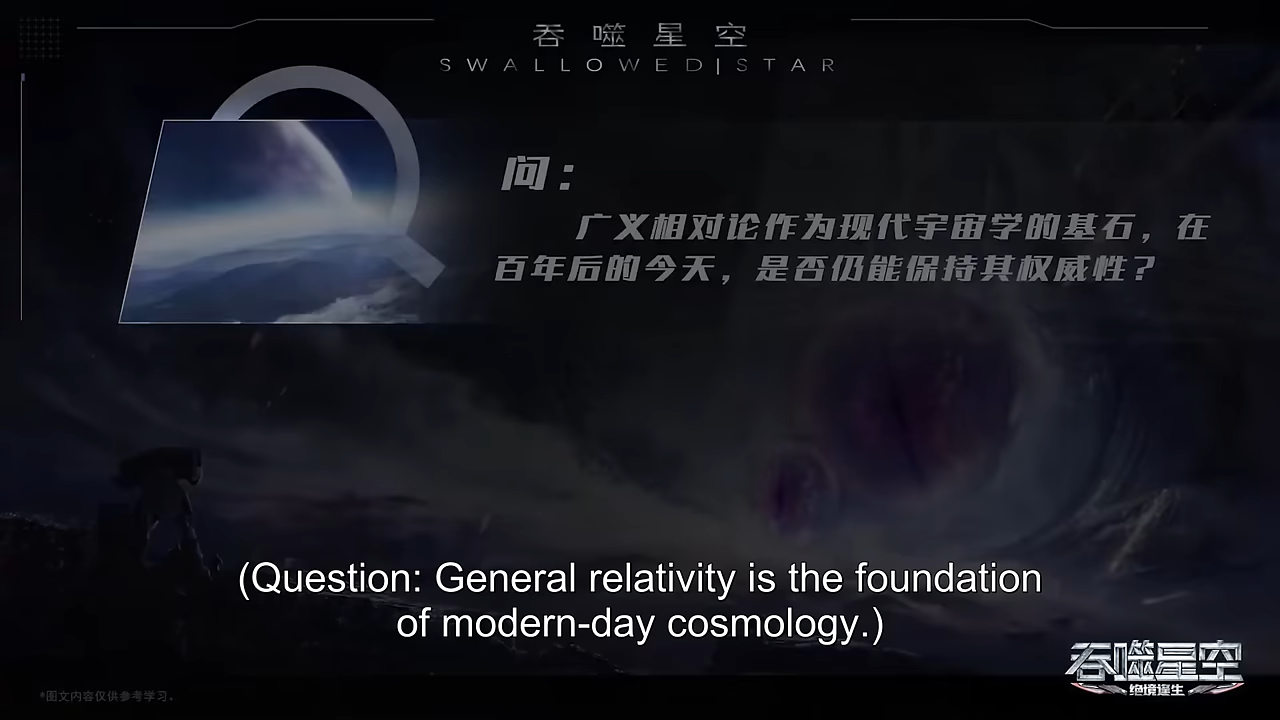 吞噬星空
SWALLOWED|STAR
问：
广义相对论作为现代宇宙学的基石，在
百年后的今天，是否仍能保持其权威性？
(Question: General relativity is the foundation
of modern-day cosmology.)
吞噬星空
绝境逢生
*图文内容仅供参考学习。